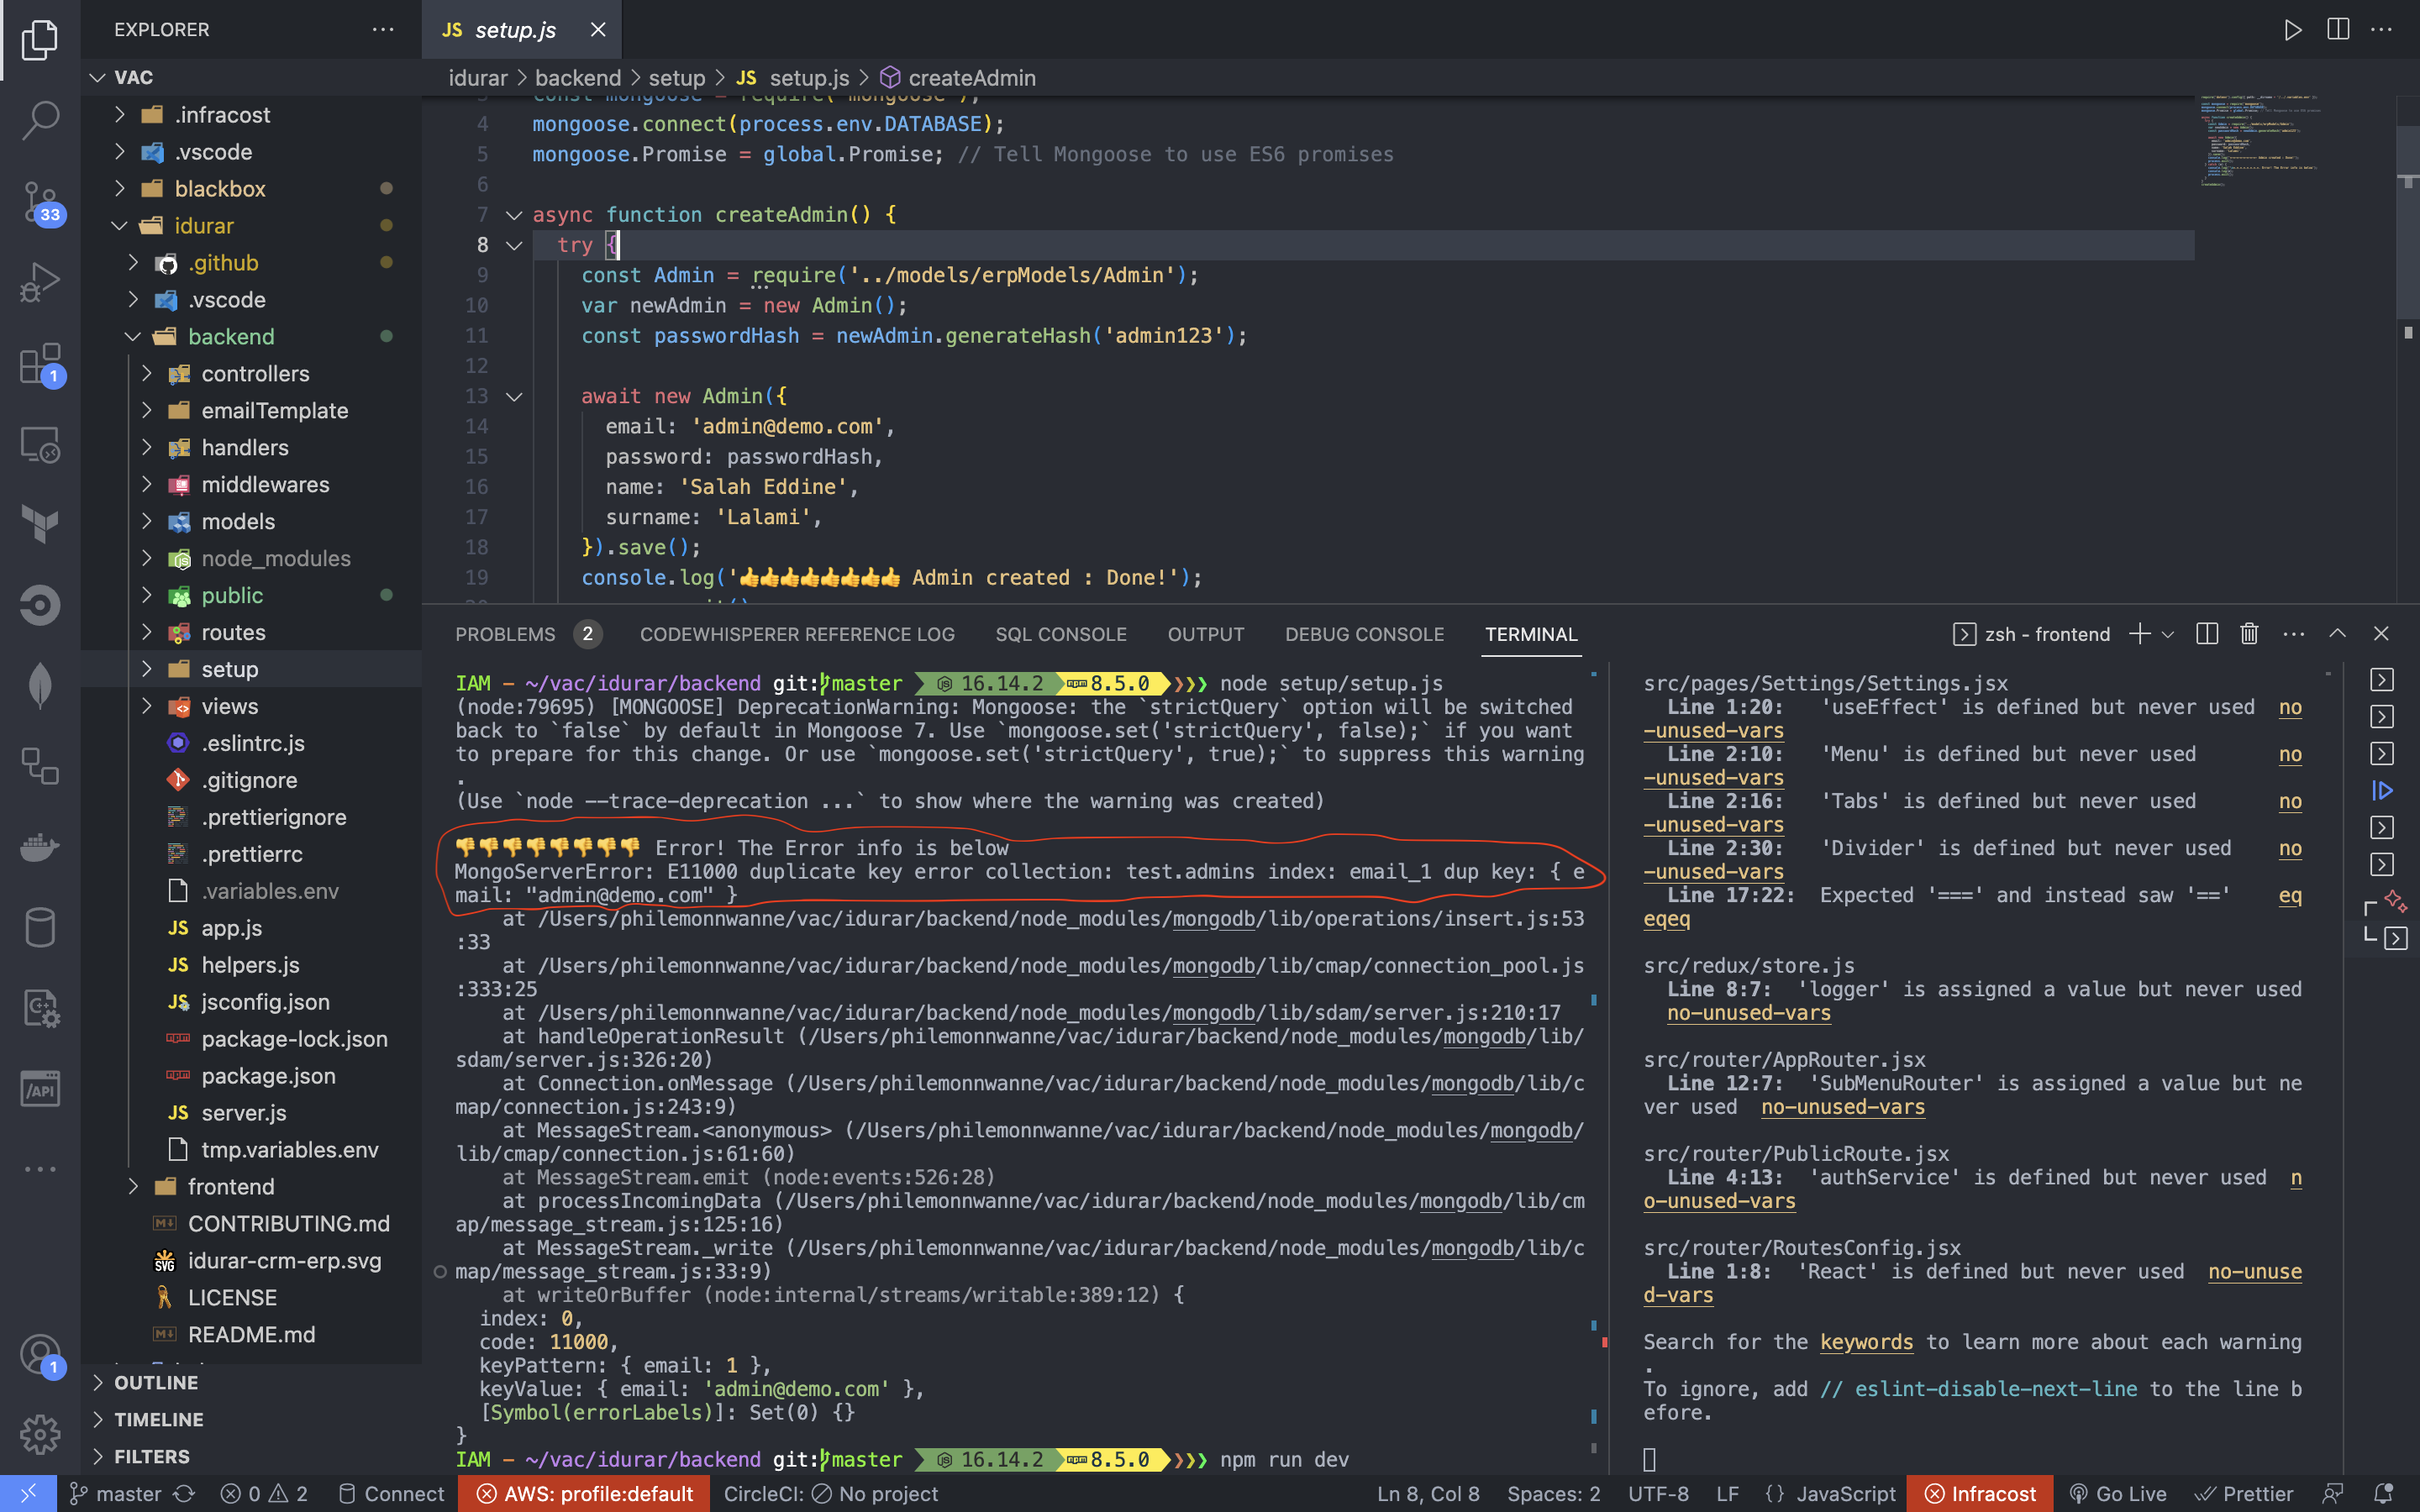 EXPLORER
JS setup.js
VAC
idurar > backend > setup > JS setup.js > createAdmin
.infracost
.vscode
blackbox
idurar
.github
.vscode
backend
controllers
emailTemplate
handlers
middlewares
models
node_modules
public
routes
setup
views
.eslintrc.js
.gitignore
.prettierignore
.prettierrc
.variables.env
JS app.js
JS helpers.js
JS jsconfig.json
package-lock.json
package.json
JS server.js
tmp.variables.env
frontend
CONTRIBUTING.md
idurar-crm-erp.svg
LICENSE
README.md
OUTLINE
TIMELINE
FILTERS
33
1
/API
1
3 const mongoose = require('mongoose');
4 mongoose.connect(process.env.DATABASE);
5 mongoose.Promise = global.Promise; // Tell Mongoose to use ES6 promises
6
7 async function createAdmin() {
8 try {
9 const Admin = require('../models/erpModels/Admin');
10 var newAdmin = new Admin();
11 const passwordHash = newAdmin.generateHash('admin123');
12
13 await new Admin({
14 email: 'admin@demo.com',
15 password: passwordHash,
16 name: 'Salah Eddine',
17 surname: 'Lalami',
18 }).save();
19 console.log('👍👍👍👍👍👍👍👍 Admin created : Done!');
PROBLEMS 2 CODEWHISPERER REFERENCE LOG SQL CONSOLE OUTPUT DEBUG CONSOLE TERMINAL
zsh - frontend
IAM – ~/vac/idurar/backend git:master 16.14.2 8.5.0 ❯❯❯ node setup/setup.js
(node:79695) [MONGOOSE] DeprecationWarning: Mongoose: the `strictQuery` option will be switched
back to `false` by default in Mongoose 7. Use `mongoose.set('strictQuery', false);` if you want
to prepare for this change. Or use `mongoose.set('strictQuery', true);` to suppress this warning
.
(Use `node --trace-deprecation ...` to show where the warning was created)
👎👎👎👎👎👎👎👎 Error! The Error info is below
MongoServerError: E11000 duplicate key error collection: test.admins index: email_1 dup key: { e
mail: "admin@demo.com" }
at /Users/philemonnwanne/vac/idurar/backend/node_modules/mongodb/lib/operations/insert.js:53
:33
at /Users/philemonnwanne/vac/idurar/backend/node_modules/mongodb/lib/cmap/connection_pool.js
:333:25
at /Users/philemonnwanne/vac/idurar/backend/node_modules/mongodb/lib/sdam/server.js:210:17
at handleOperationResult (/Users/philemonnwanne/vac/idurar/backend/node_modules/mongodb/lib/
sdam/server.js:326:20)
at Connection.onMessage (/Users/philemonnwanne/vac/idurar/backend/node_modules/mongodb/lib/c
map/connection.js:243:9)
at MessageStream.<anonymous> (/Users/philemonnwanne/vac/idurar/backend/node_modules/mongodb/
lib/cmap/connection.js:61:60)
at MessageStream.emit (node:events:526:28)
at processIncomingData (/Users/philemonnwanne/vac/idurar/backend/node_modules/mongodb/lib/cm
ap/message_stream.js:125:16)
at MessageStream._write (/Users/philemonnwanne/vac/idurar/backend/node_modules/mongodb/lib/c
map/message_stream.js:33:9)
at writeOrBuffer (node:internal/streams/writable:389:12) {
index: 0,
code: 11000,
keyPattern: { email: 1 },
keyValue: { email: 'admin@demo.com' },
[Symbol(errorLabels)]: Set(0) {}
}
IAM – ~/vac/idurar/backend git:master 16.14.2 8.5.0 ❯❯❯ npm run dev
src/pages/Settings/Settings.jsx
Line 1:20: 'useEffect' is defined but never used no
-unused-vars
Line 2:10: 'Menu' is defined but never used no
-unused-vars
Line 2:16: 'Tabs' is defined but never used no
-unused-vars
Line 2:30: 'Divider' is defined but never used no
-unused-vars
Line 17:22: Expected '===' and instead saw '==' eq
eqeq
src/redux/store.js
Line 8:7: 'logger' is assigned a value but never used
no-unused-vars
src/router/AppRouter.jsx
Line 12:7: 'SubMenuRouter' is assigned a value but ne
ver used no-unused-vars
src/router/PublicRoute.jsx
Line 4:13: 'authService' is defined but never used n
o-unused-vars
src/router/RoutesConfig.jsx
Line 1:8: 'React' is defined but never used no-unuse
d-vars
Search for the keywords to learn more about each warning
.
To ignore, add // eslint-disable-next-line to the line b
efore.
master 0 2 Connect AWS: profile:default CircleCI: No project Ln 8, Col 8 Spaces: 2 UTF-8 LF {} JavaScript Infracost Go Live Prettier